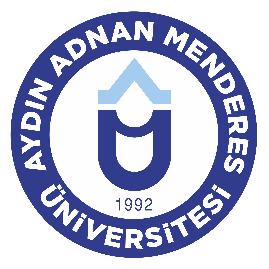 AYDIN ADNAN MENDERES
ÜNİVERSİTESİ
1992